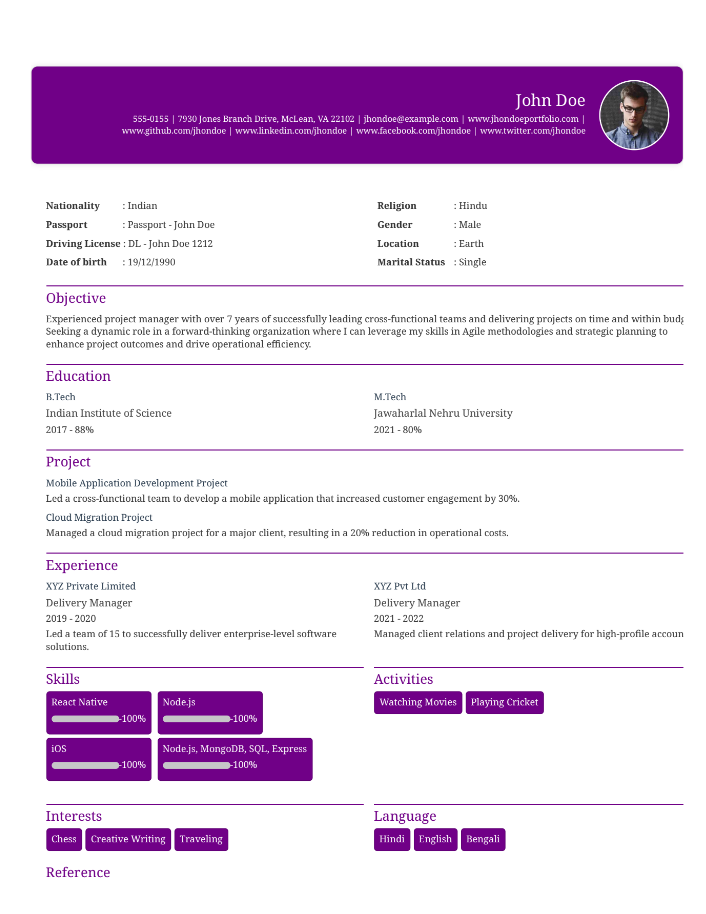 John Doe
555-0155 | 7930 Jones Branch Drive, McLean, VA 22102 | jhondoe@example.com | www.jhondoeportfolio.com |
www.github.com/jhondoe | www.linkedin.com/jhondoe | www.facebook.com/jhondoe | www.twitter.com/jhondoe
Nationality : Indian
Passport : Passport - John Doe
Driving License : DL - John Doe 1212
Date of birth : 19/12/1990
Religion : Hindu
Gender : Male
Location : Earth
Marital Status : Single
Objective
Experienced project manager with over 7 years of successfully leading cross-functional teams and delivering projects on time and within budg
Seeking a dynamic role in a forward-thinking organization where I can leverage my skills in Agile methodologies and strategic planning to
enhance project outcomes and drive operational efficiency.
Education
B.Tech
Indian Institute of Science
2017 - 88%
M.Tech
Jawaharlal Nehru University
2021 - 80%
Project
Mobile Application Development Project
Led a cross-functional team to develop a mobile application that increased customer engagement by 30%.
Cloud Migration Project
Managed a cloud migration project for a major client, resulting in a 20% reduction in operational costs.
Experience
XYZ Private Limited
Delivery Manager
2019 - 2020
Led a team of 15 to successfully deliver enterprise-level software
solutions.
XYZ Pvt Ltd
Delivery Manager
2021 - 2022
Managed client relations and project delivery for high-profile accoun
Skills
React Native
-100%
Node.js
-100%
iOS
-100%
Node.js, MongoDB, SQL, Express
-100%
Activities
Watching Movies
Playing Cricket
Interests
Chess
Creative Writing
Traveling
Language
Hindi
English
Bengali
Reference